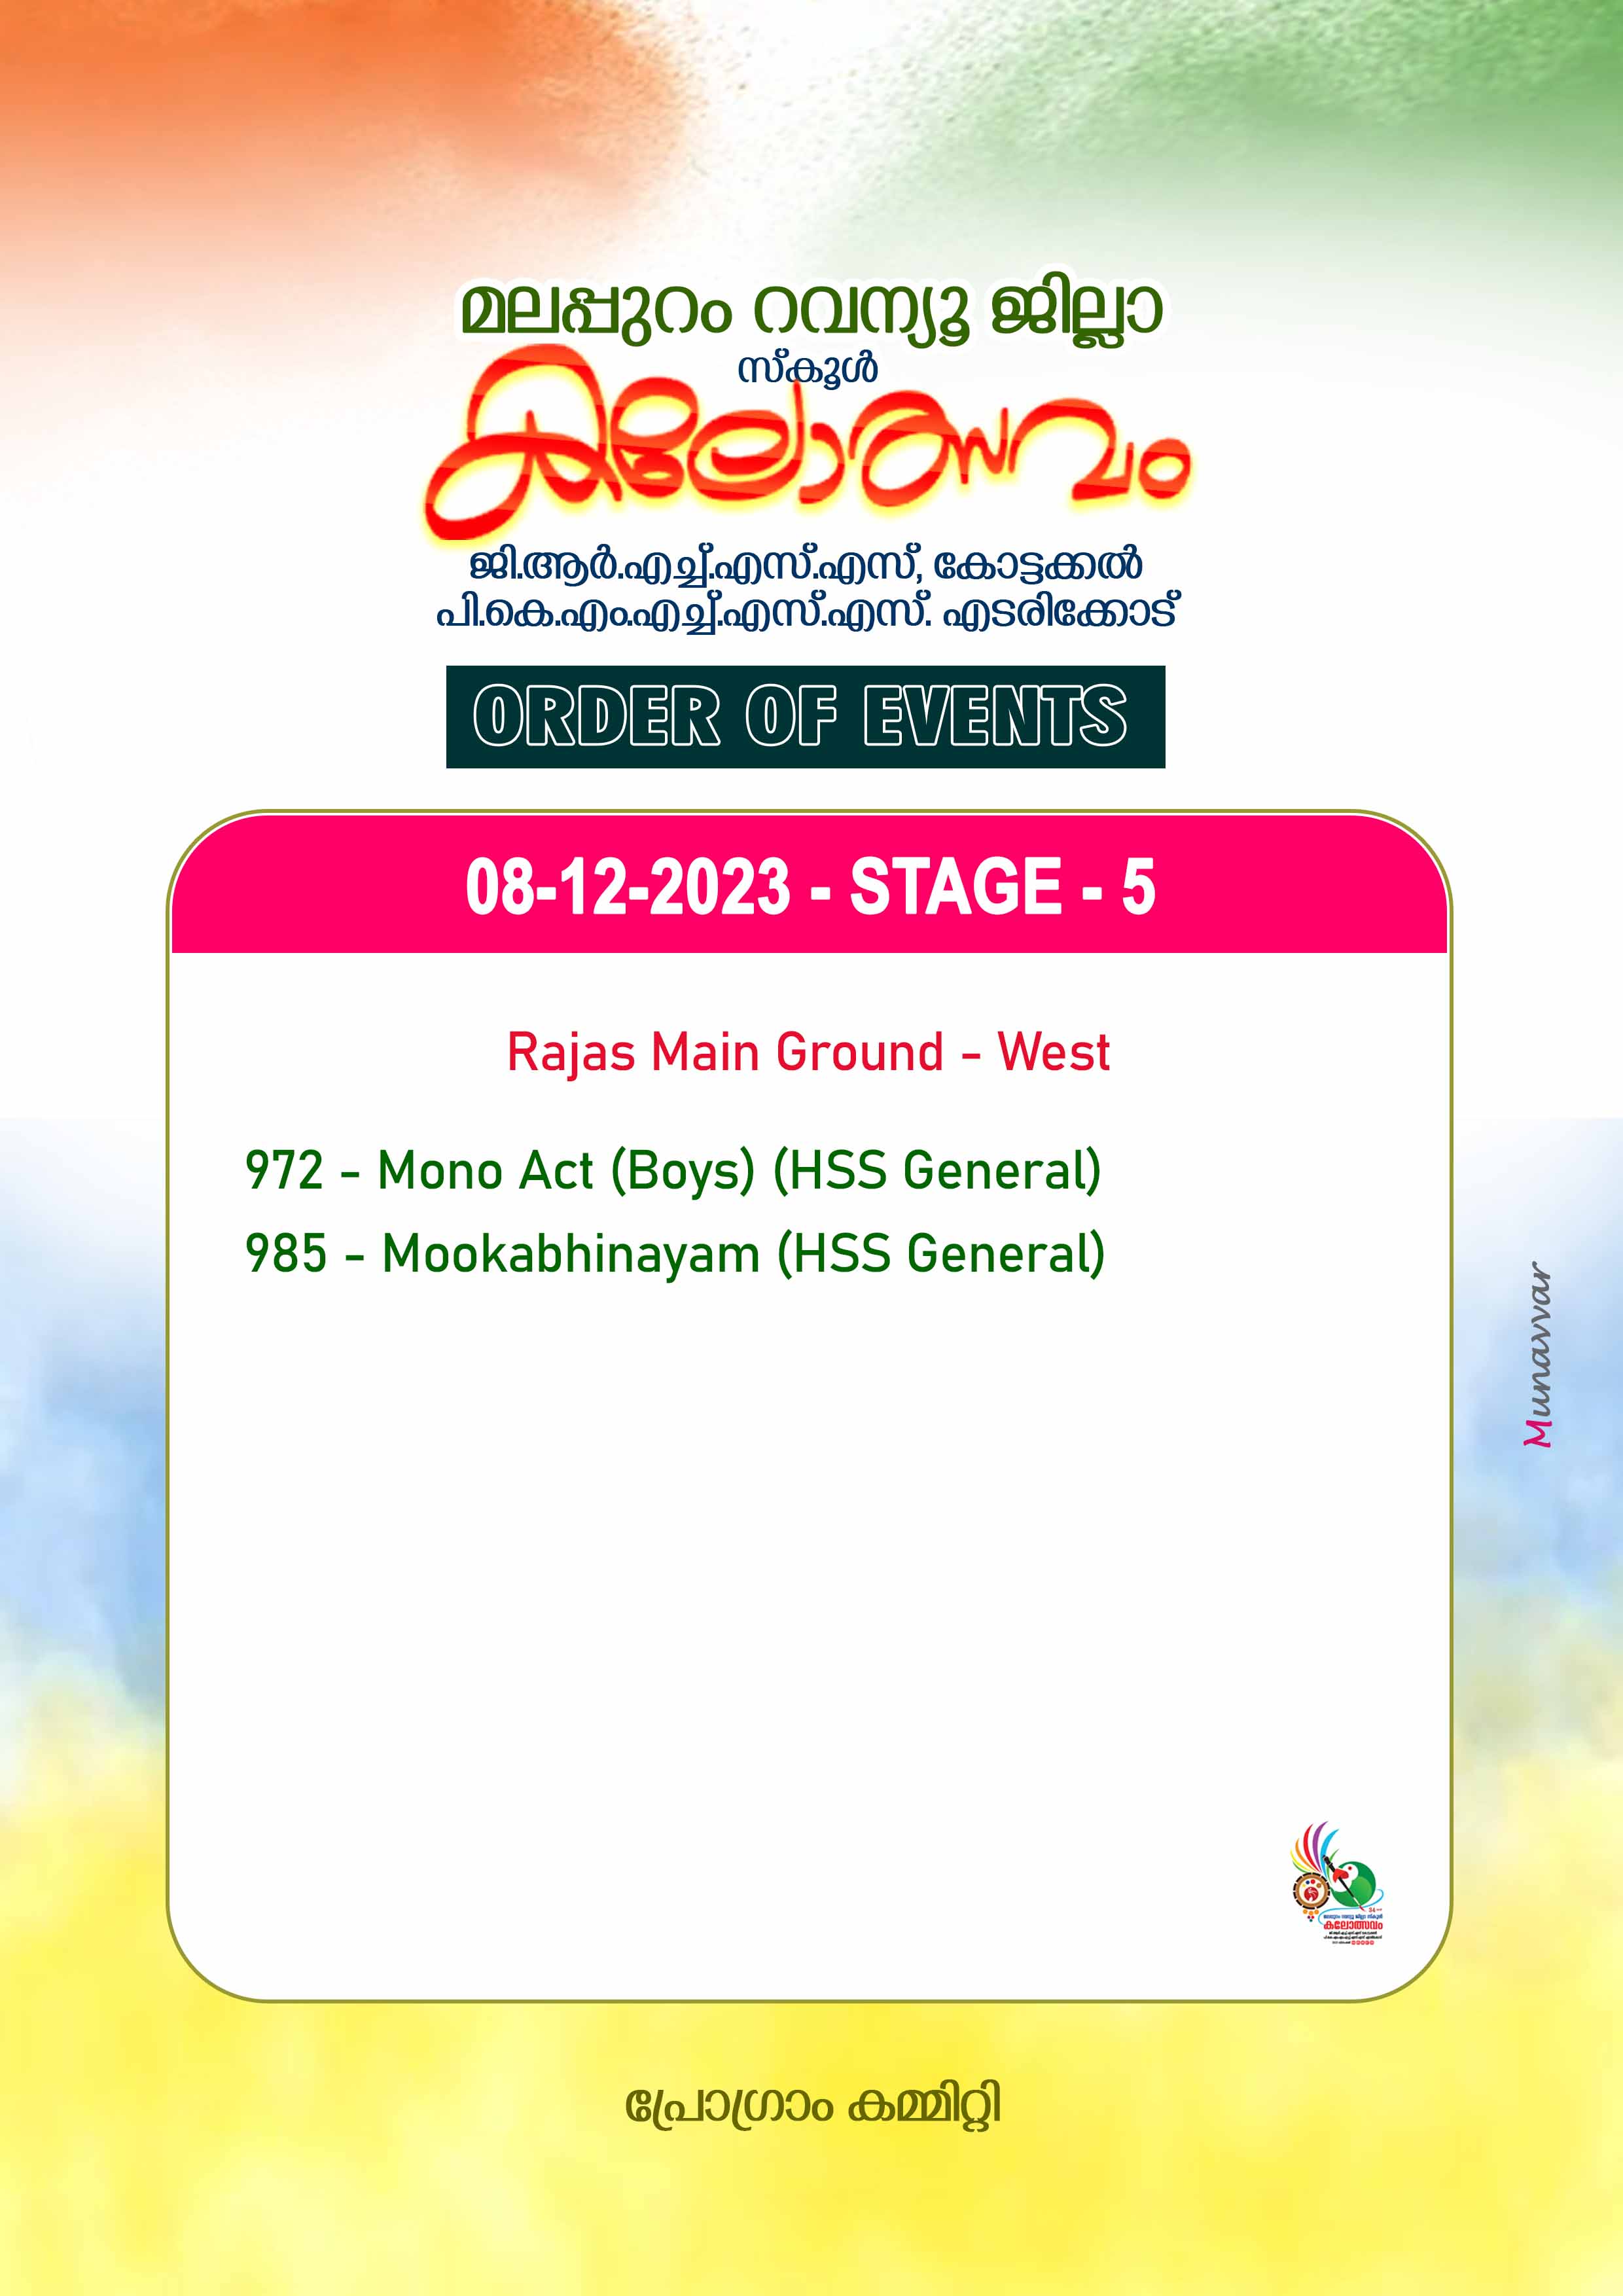 മലപ്പുറം റവന്യൂ ജില്ലാ
സ്കൂൾ
കലോത്സവം
ജി.ആർ.എച്ച്.എസ്.എസ്, കോട്ടക്കൽ
പി.കെ.എം.എച്ച്.എസ്.എസ്. എടരിക്കോട്
ORDER OF EVENTS
08-12-2023 - STAGE - 5
Rajas Main Ground - West
972 - Mono Act (Boys) (HSS General)
985 - Mookabhinayam (HSS General)
Munavvar
കലോത്സവം
പ്രോഗ്രാം കമ്മിറ്റി